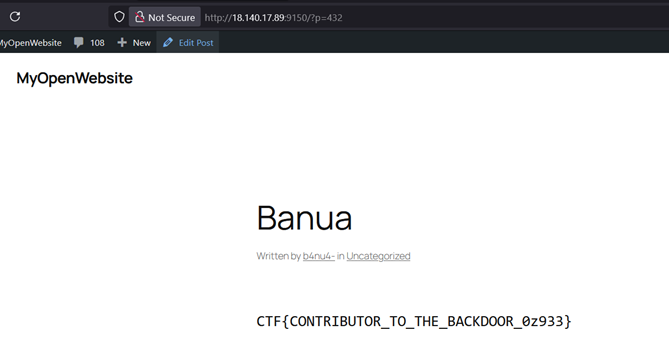 Not Secure http://18.140.17.89:9150/?p=432
MyOpenWebsite 108 New Edit Post
MyOpenWebsite
Banua
Written by b4nu4- in Uncategorized
CTF{CONTRIBUTOR_TO_THE_BACKDOOR_0z933}